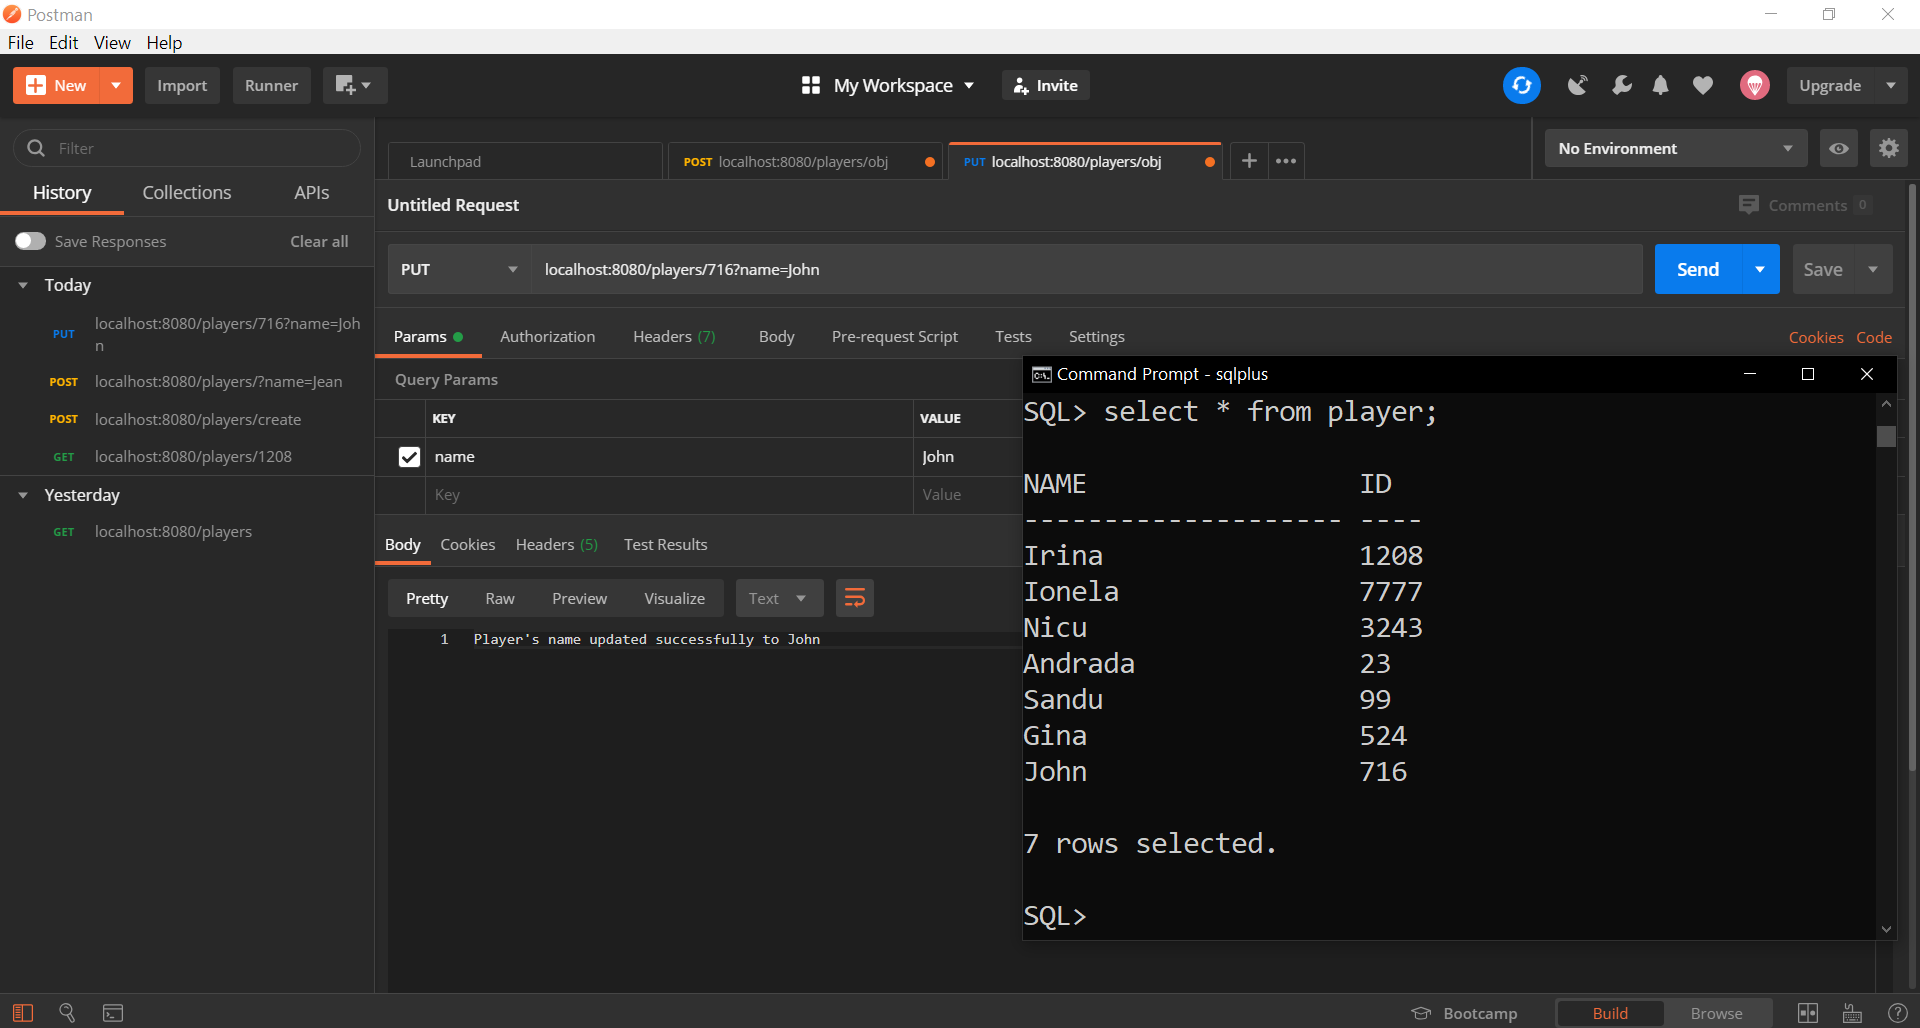 Postman
File Edit View Help
New Import Runner My Workspace Invite Upgrade
Filter
History Collections APIs
Save Responses Clear all
Today
PUT localhost:8080/players/716?name=Joh
n
POST localhost:8080/players/?name=Jean
POST localhost:8080/players/create
GET localhost:8080/players/1208
Yesterday
GET localhost:8080/players
Launchpad POST localhost:8080/players/obj PUT localhost:8080/players/obj + ••• No Environment
Untitled Request Comments 0
PUT localhost:8080/players/716?name=John Send Save
Params Authorization Headers (7) Body Pre-request Script Tests Settings Cookies Code
Query Params
KEY VALUE
name John
Key Value
Body Cookies Headers (5) Test Results
Pretty Raw Preview Visualize Text
1 Player's name updated successfully to John
C:\. Command Prompt - sqlplus
SQL> select * from player;
NAME ID
-------------------- ----
Irina 1208
Ionela 7777
Nicu 3243
Andrada 23
Sandu 99
Gina 524
John 716
7 rows selected.
SQL>
Bootcamp Build Browse ?